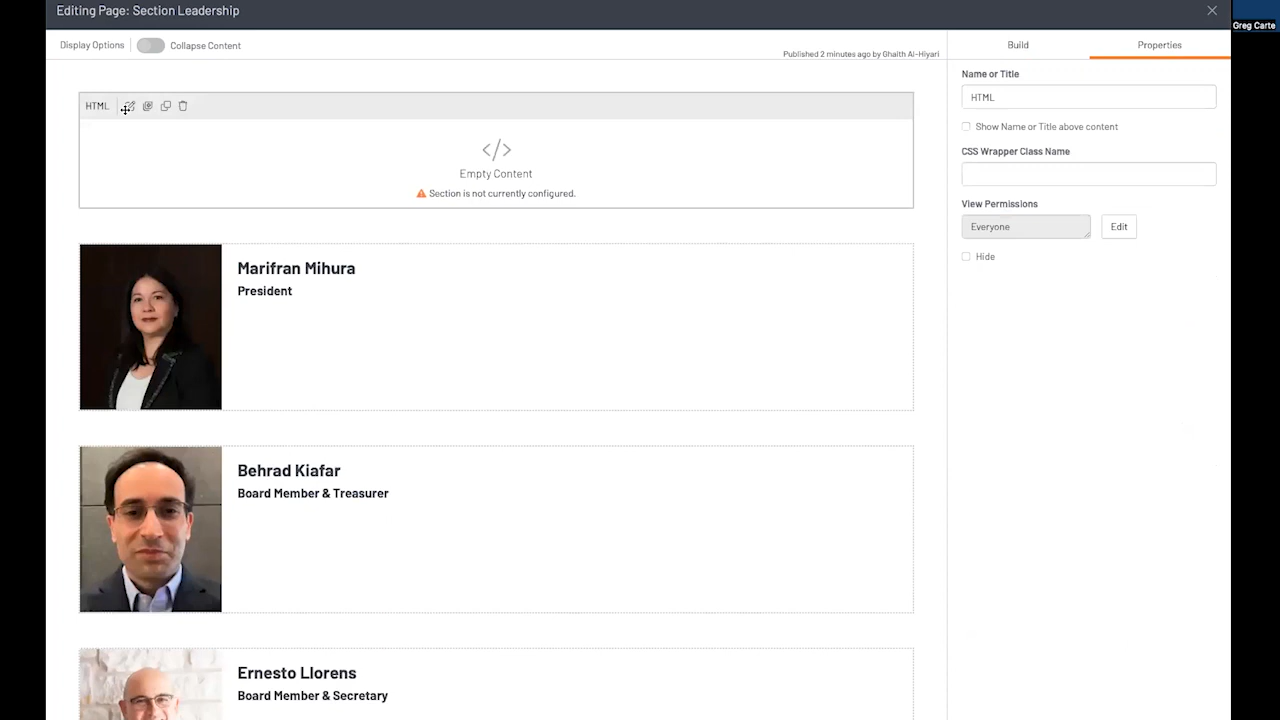 Editing Page: Section Leadership
Greg Carte
Display Options
Collapse Content
Published 2 minutes ago by Ghaith Al-Hiyari
Build
Properties
HTML
</>
Empty Content
Section is not currently configured.
Name or Title
HTML
Show Name or Title above content
CSS Wrapper Class Name
View Permissions
Everyone
Edit
Hide
Marifran Mihura
President
Behrad Kiafar
Board Member & Treasurer
Ernesto Llorens
Board Member & Secretary